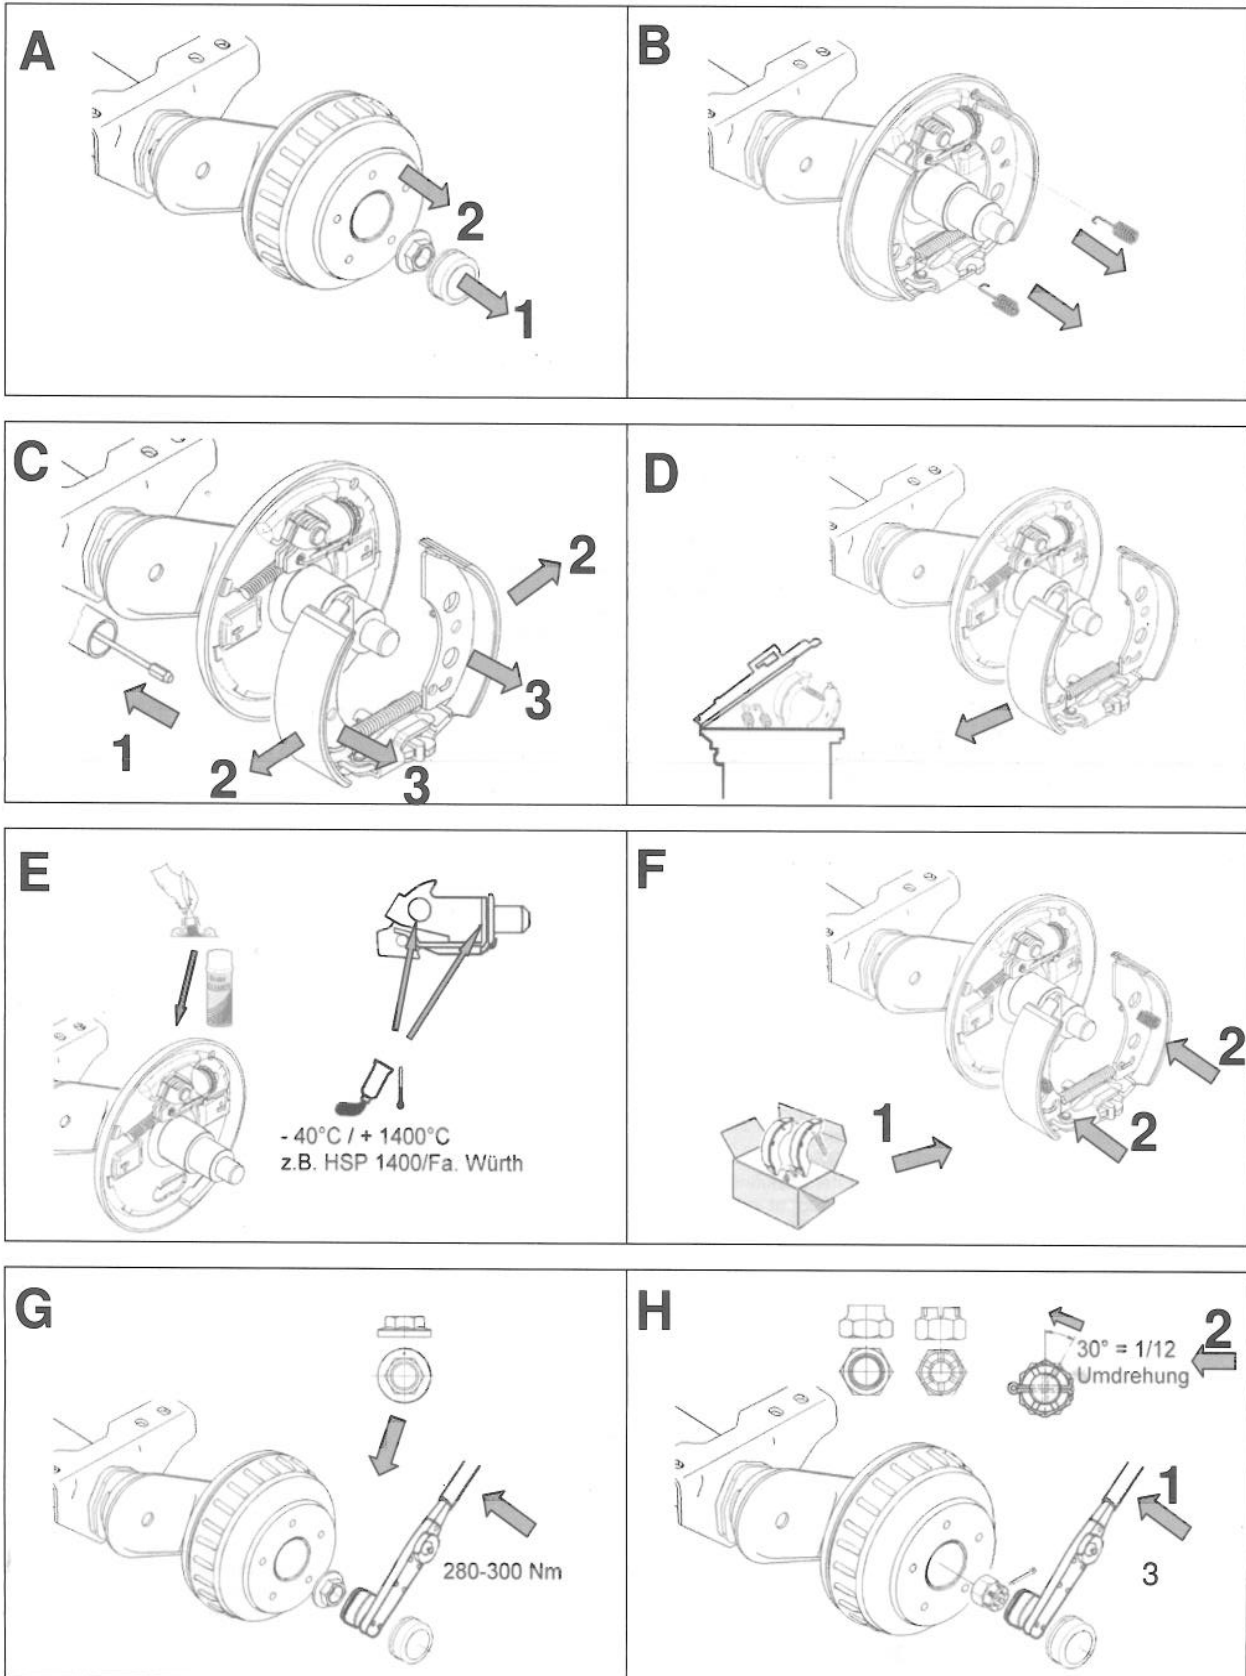 A
2
1
B
C
2
3
1
2
3
D
E
- 40°C / + 1400°C
z.B. HSP 1400/Fa. Würth
F
2
1
2
G
280-300 Nm
H
2
30° = 1/12
Umdrehung
1
3